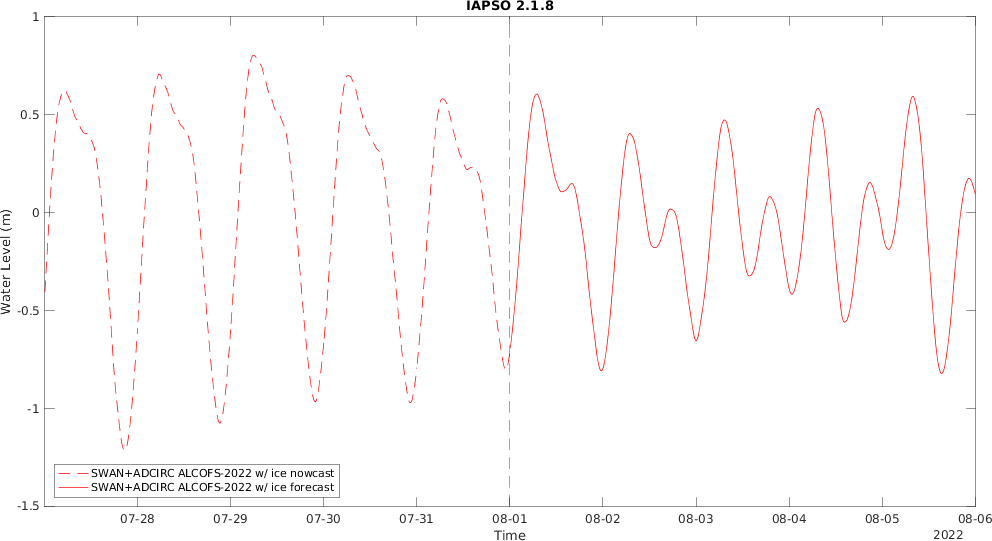 IAPSO 2.1.8
1
0.5
0
-0.5
-1
-1.5
Water Level (m)
SWAN+ADCIRC ALCOFS-2022 w/ ice nowcast
SWAN+ADCIRC ALCOFS-2022 w/ ice forecast
07-28 07-29 07-30 07-31 08-01 08-02 08-03 08-04 08-05 08-06
Time
2022